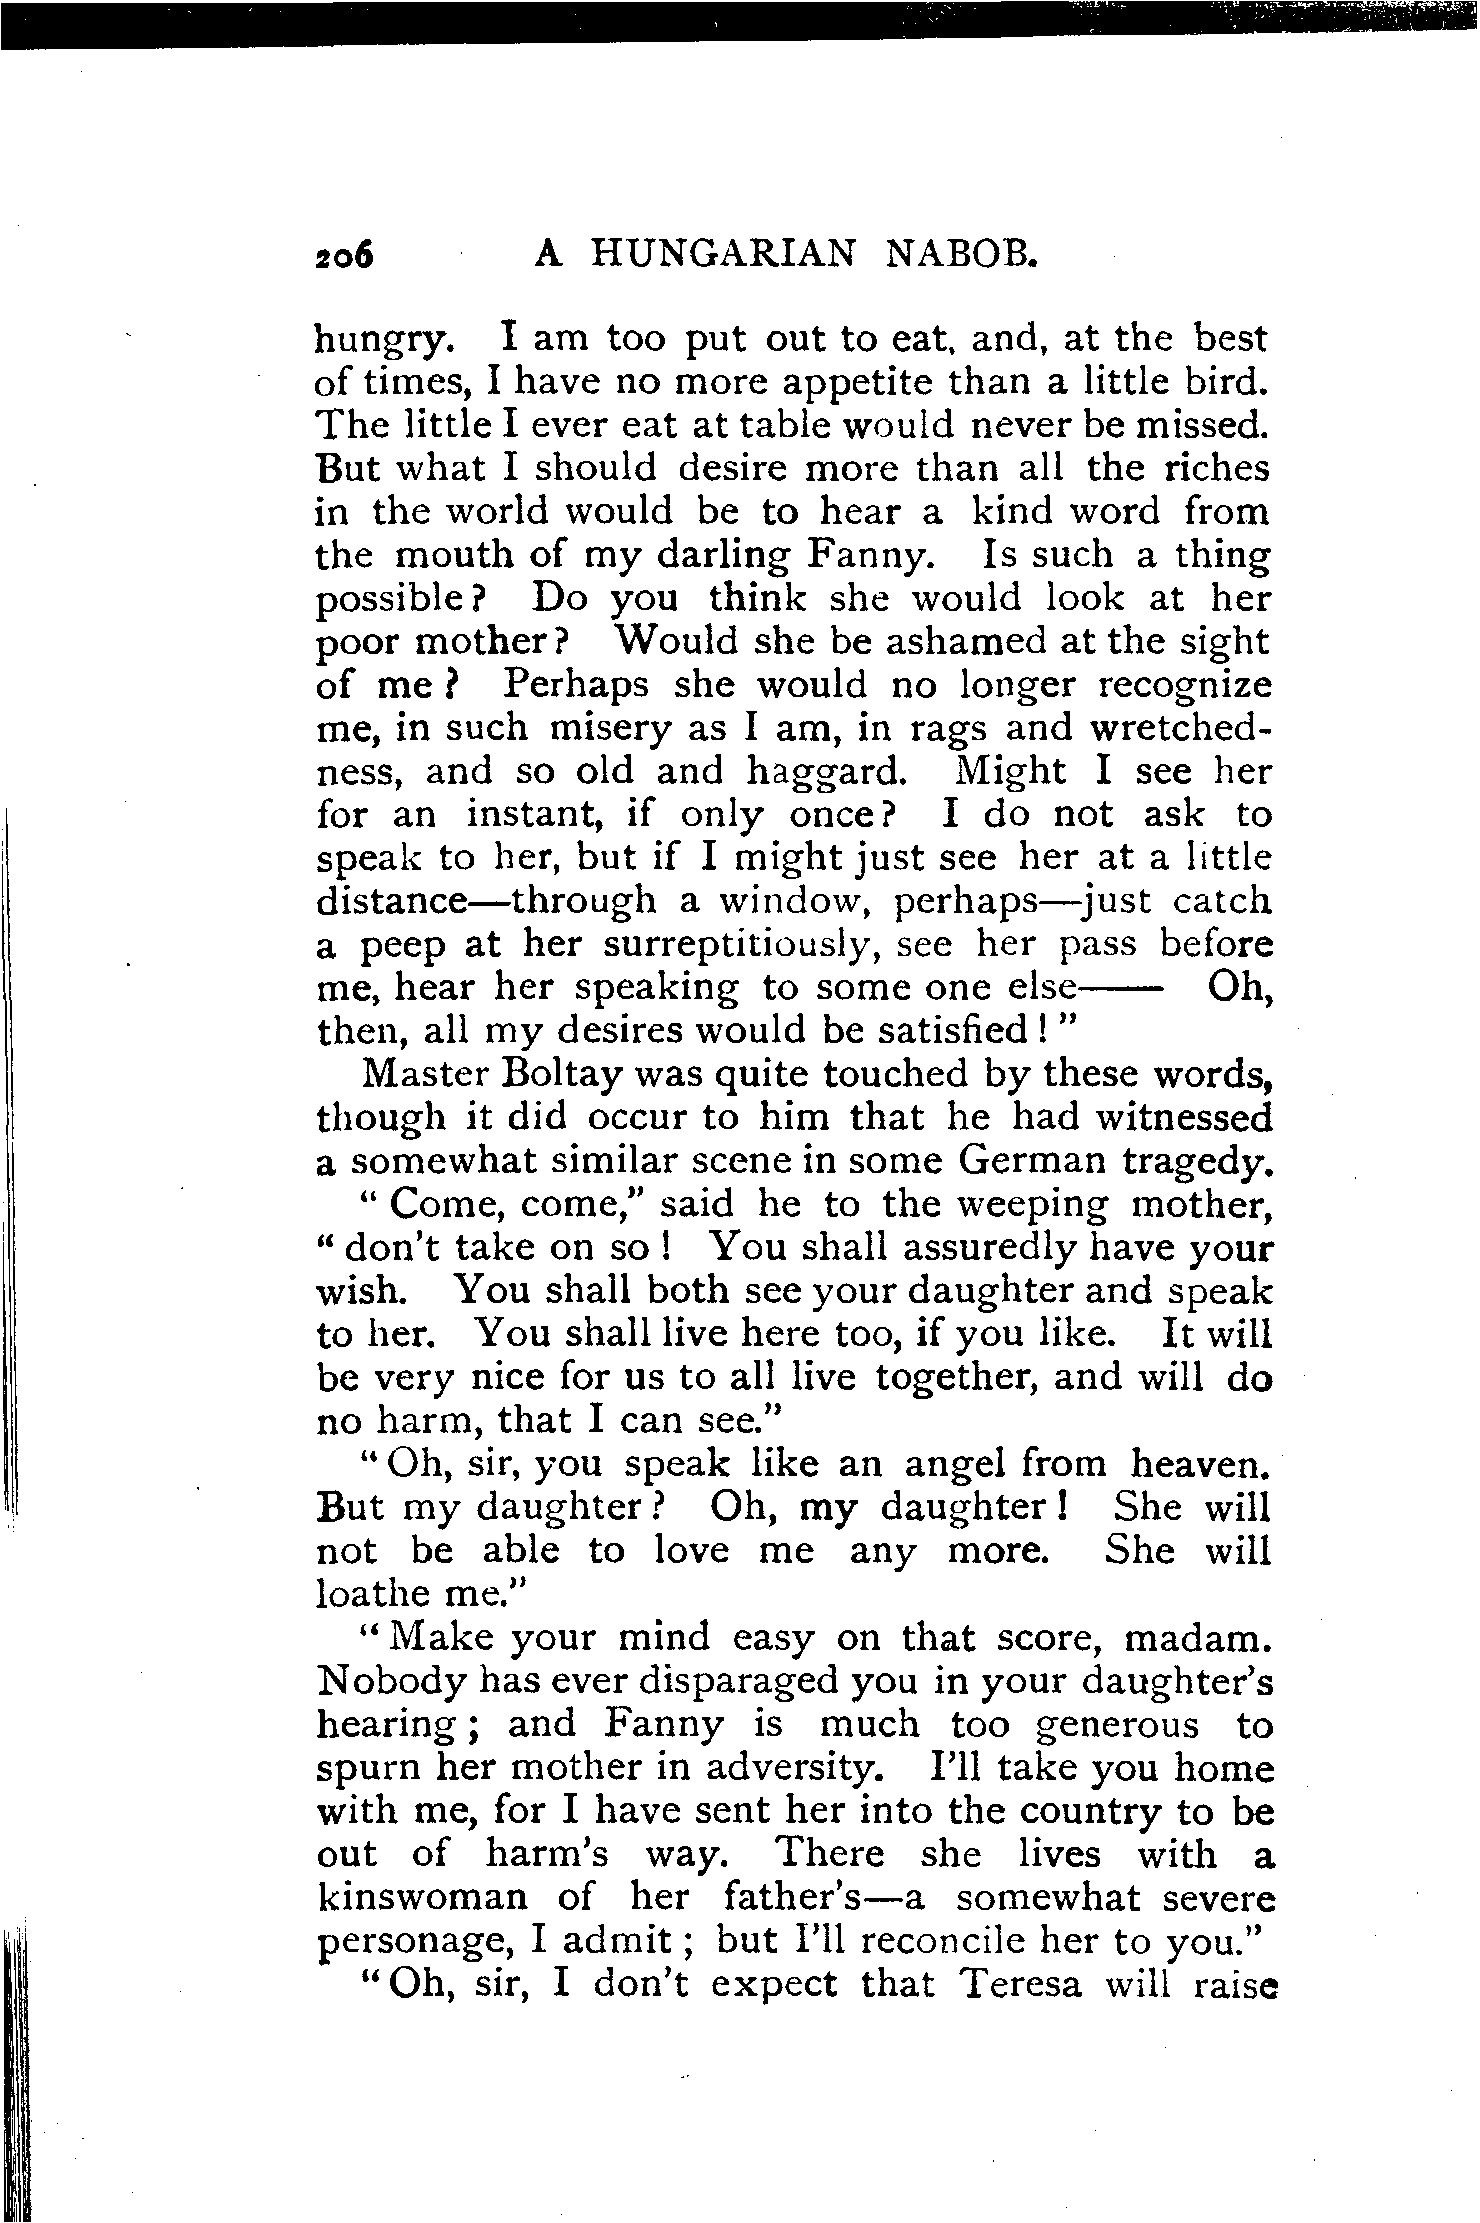 206 A HUNGARIAN NABOB.
hungry. I am too put out to eat, and, at the best
of times, I have no more appetite than a little bird.
The little I ever eat at table would never be missed.
But what I should desire more than all the riches
in the world would be to hear a kind word from
the mouth of my darling Fanny. Is such a thing
possible? Do you think she would look at her
poor mother? Would she be ashamed at the sight
of me? Perhaps she would no longer recognize
me, in such misery as I am, in rags and wretched-
ness, and so old and haggard. Might I see her
for an instant, if only once? I do not ask to
speak to her, but if I might just see her at a little
distance—through a window, perhaps—just catch
a peep at her surreptitiously, see her pass before
me, hear her speaking to some one else—— Oh,
then, all my desires would be satisfied!"
Master Boltay was quite touched by these words,
though it did occur to him that he had witnessed
a somewhat similar scene in some German tragedy.
"Come, come," said he to the weeping mother,
"don't take on so! You shall assuredly have your
wish. You shall both see your daughter and speak
to her. You shall live here too, if you like. It will
be very nice for us to all live together, and will do
no harm, that I can see."
"Oh, sir, you speak like an angel from heaven.
But my daughter? Oh, my daughter! She will
not be able to love me any more. She will
loathe me."
"Make your mind easy on that score, madam.
Nobody has ever disparaged you in your daughter's
hearing; and Fanny is much too generous to
spurn her mother in adversity. I'll take you home
with me, for I have sent her into the country to be
out of harm's way. There she lives with a
kinswoman of her father's—a somewhat severe
personage, I admit; but I'll reconcile her to you."
"Oh, sir, I don't expect that Teresa will raise